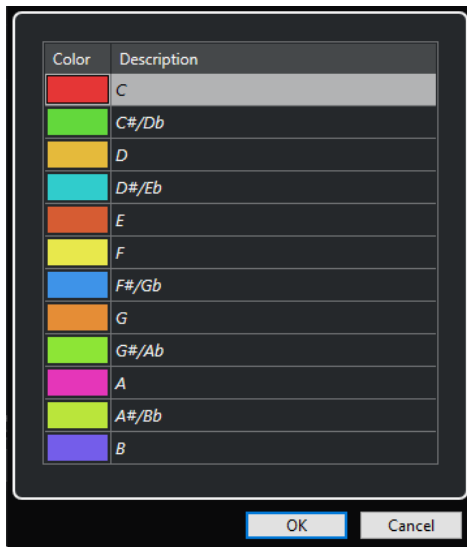 Color Description
C
C#/Db
D
D#/Eb
E
F
F#/Gb
G
G#/Ab
A
A#/Bb
B
OK Cancel